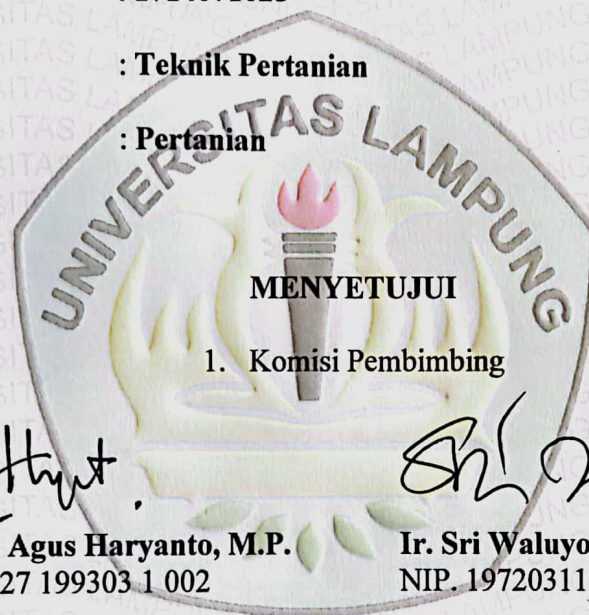 : Teknik Pertanian
: Pertanian
UNIVERSITAS LAMPUNG
MENYETUJUI
1. Komisi Pembimbing
Agus Haryanto, M.P.
Ir. Sri Waluyo
27 199303 1 002
NIP. 19720311